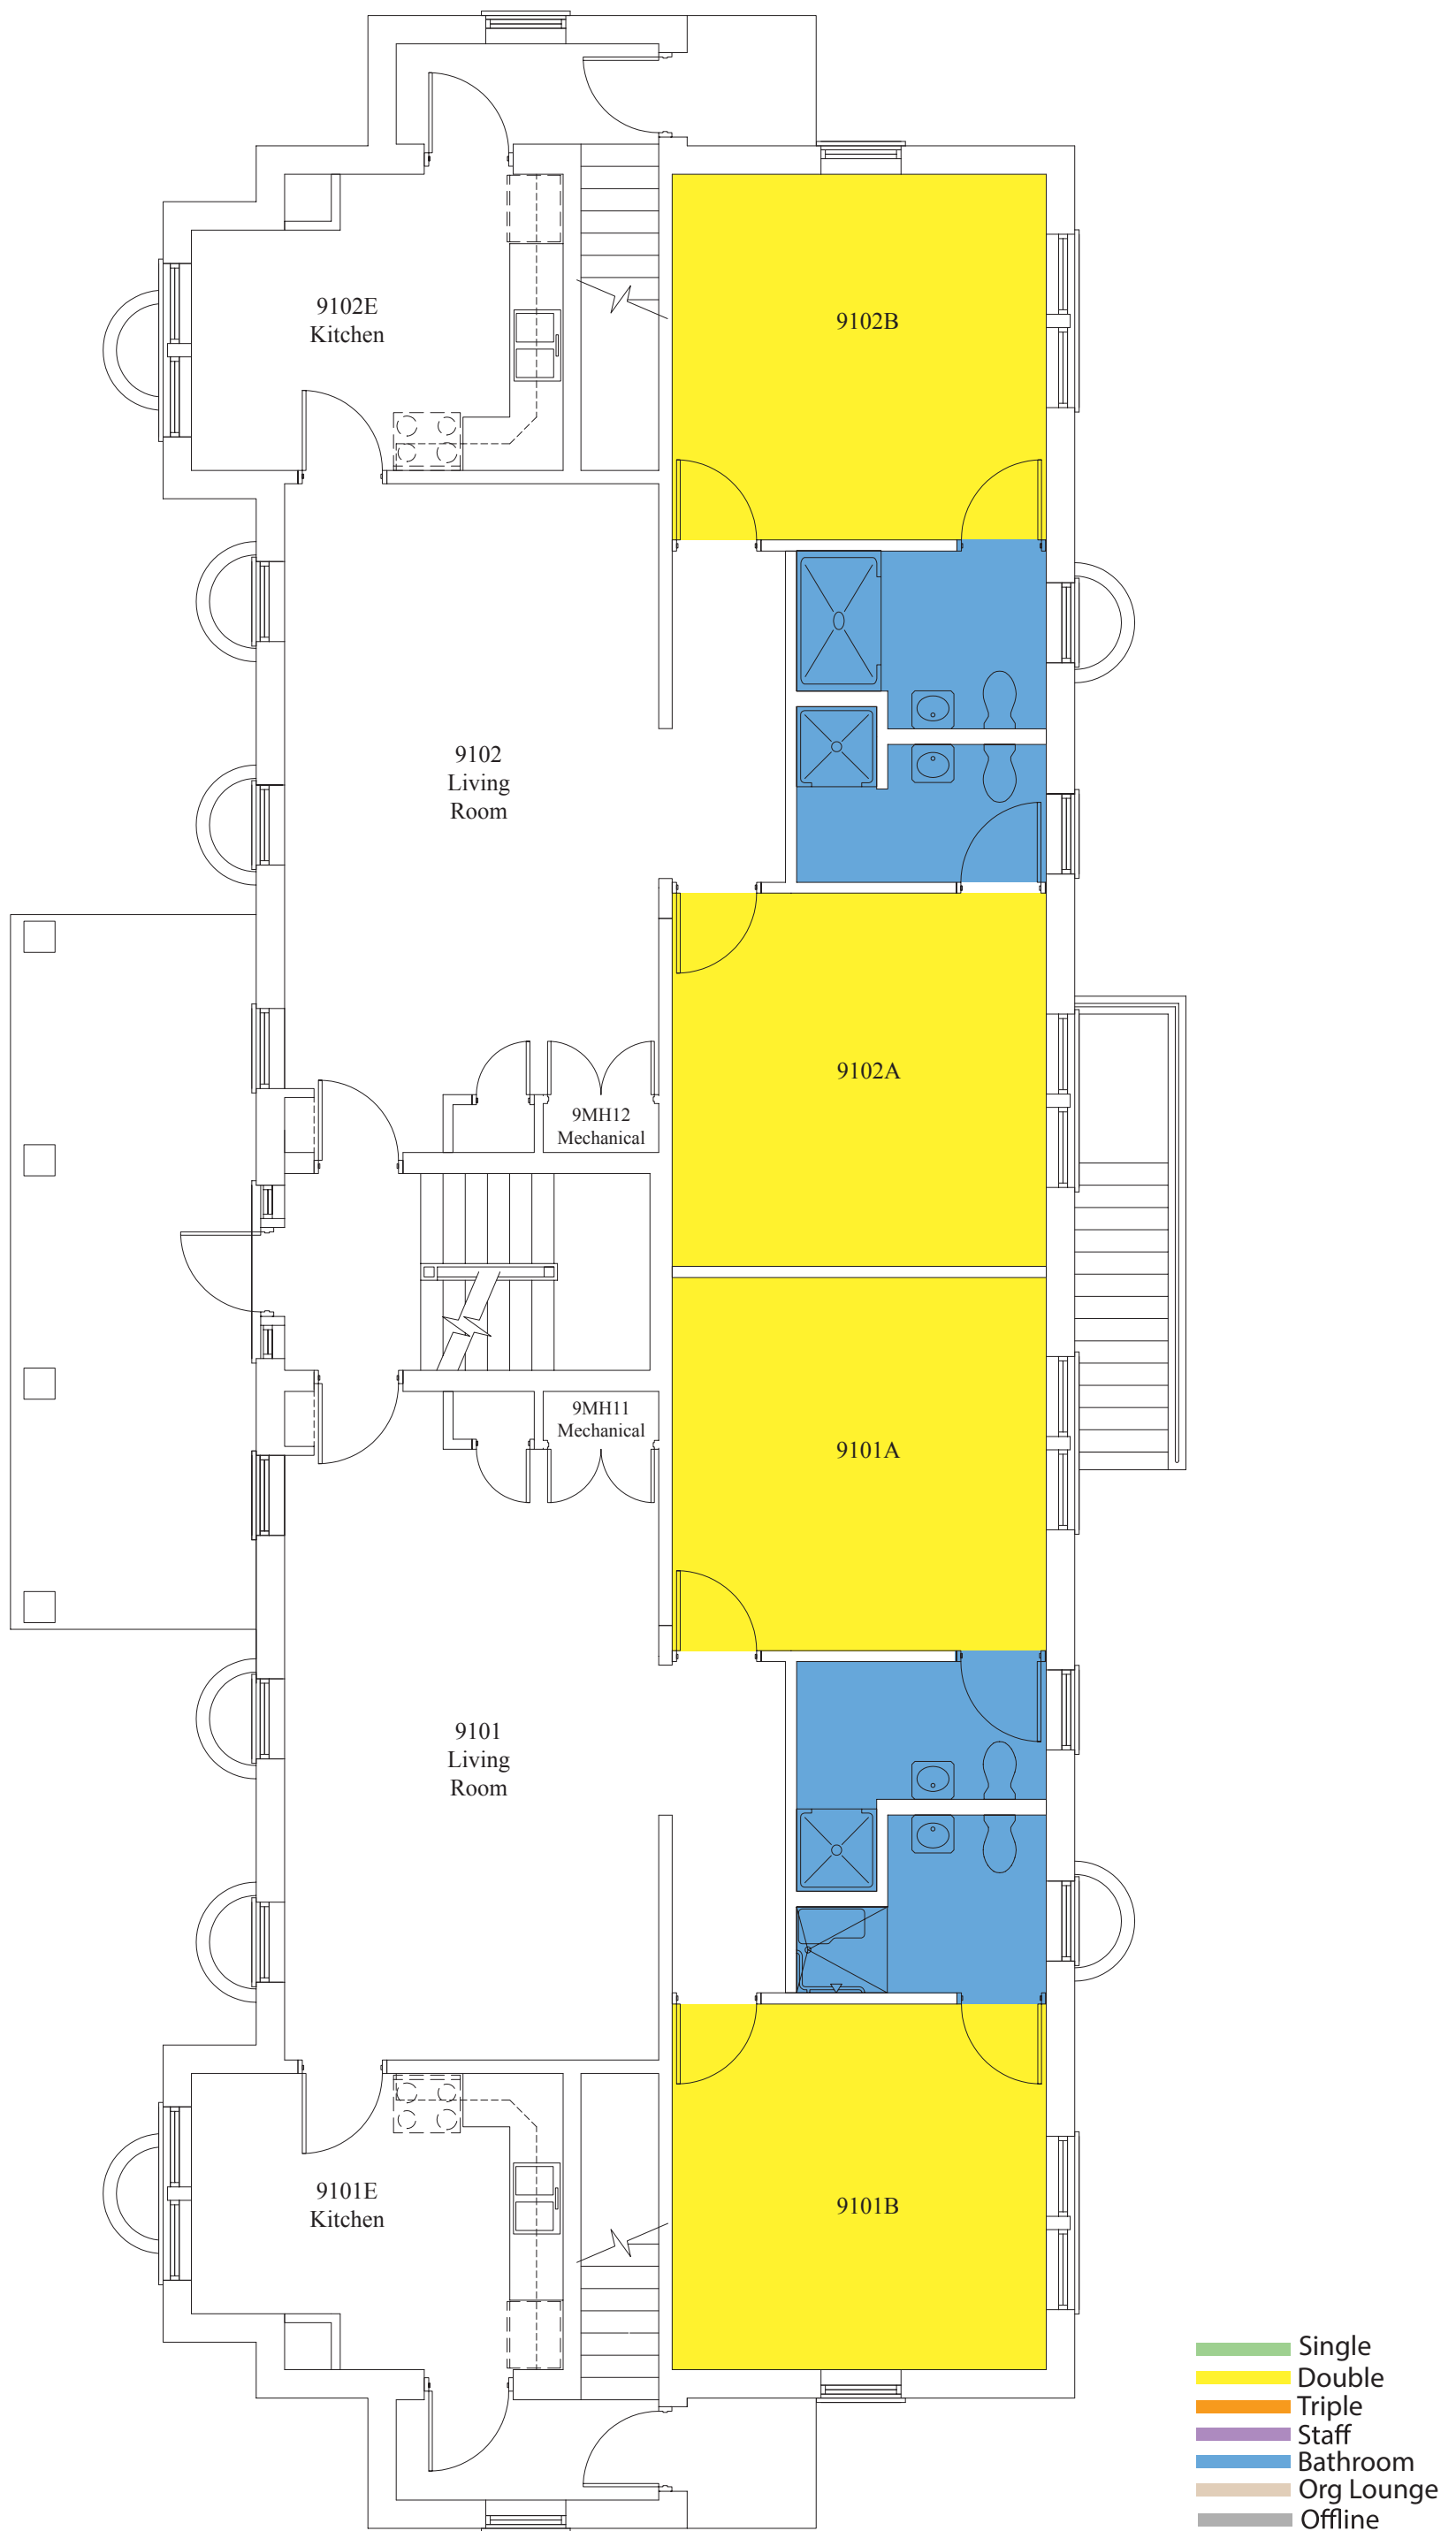 9102E
Kitchen
9102B
9102
Living
Room
9102A
9MH12
Mechanical
9MH11
Mechanical
9101A
9101
Living
Room
9101E
Kitchen
9101B
Single
Double
Triple
Staff
Bathroom
Org Lounge
Offline